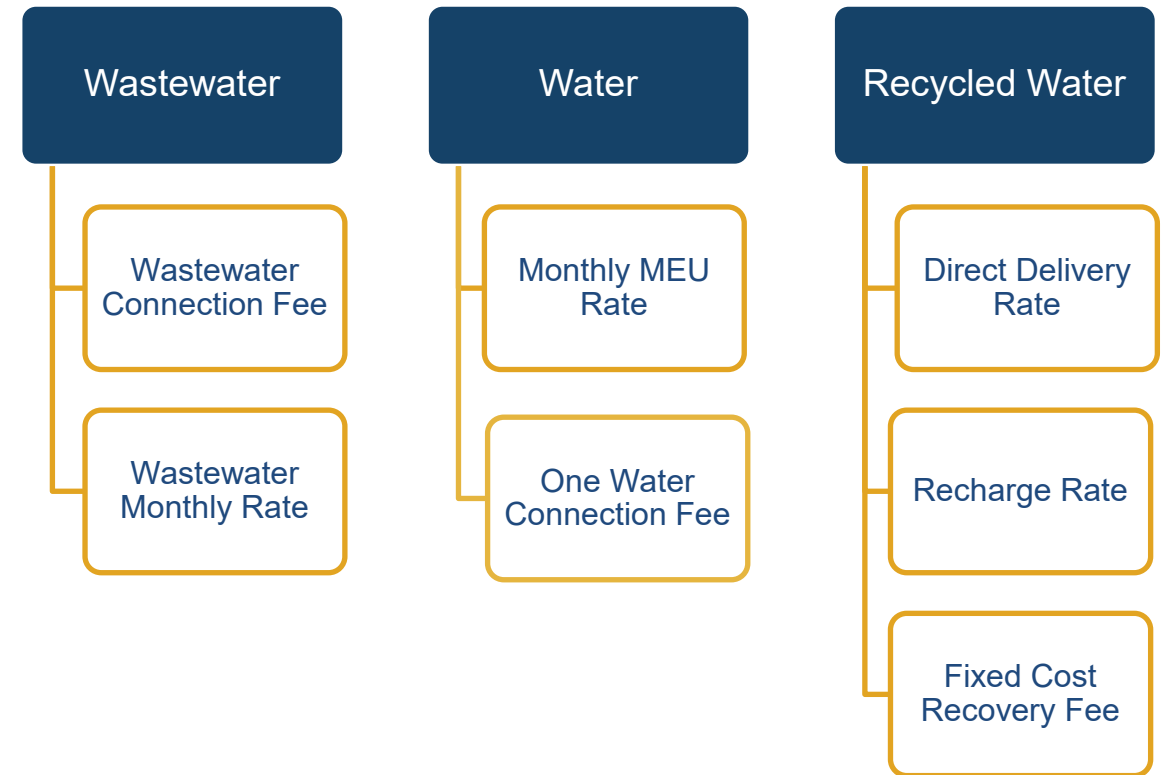 Wastewater
Wastewater
Connection Fee
Wastewater
Monthly Rate
Water
Monthly MEU
Rate
One Water
Connection Fee
Recycled Water
Direct Delivery
Rate
Recharge Rate
Fixed Cost
Recovery Fee